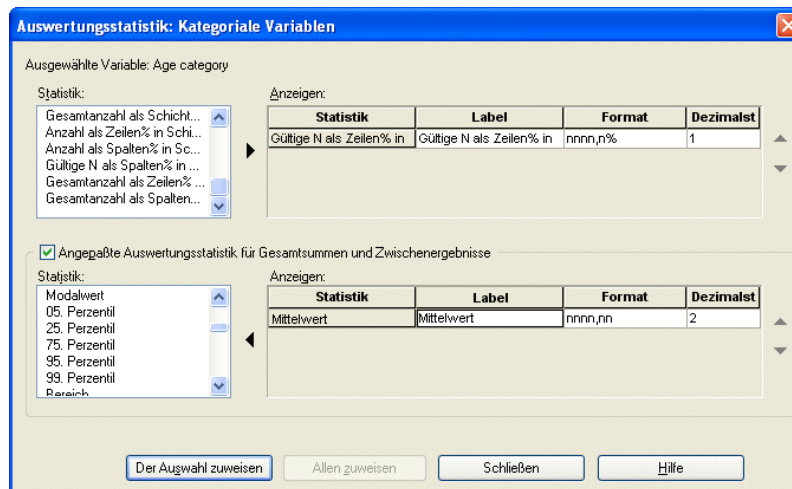 Auswertungsstatistik: Kategoriale Variablen
Ausgewählte Variable: Age category
Statistik:
Gesamtanzahl als Schicht...
Anzahl als Zeilen% in Schi...
Anzahl als Spalten% in Sc...
Gültige N als Spalten% in ...
Gesamtanzahl als Zeilen% ...
Gesamtanzahl als Spalten...
Anzeigen:
Statistik Label Format Dezimalst
Gültige N als Zeilen% in Gültige N als Zeilen% in nnnn,n% 1
Angepaßte Auswertungsstatistik für Gesamtsummen und Zwischenergebnisse
Statistik:
Modalwert
05. Perzentil
25. Perzentil
75. Perzentil
95. Perzentil
99. Perzentil
Bereich
Anzeigen:
Statistik Label Format Dezimalst
Mittelwert Mittelwert nnnn,nn 2
Der Auswahl zuweisen Allen zuweisen Schließen Hilfe